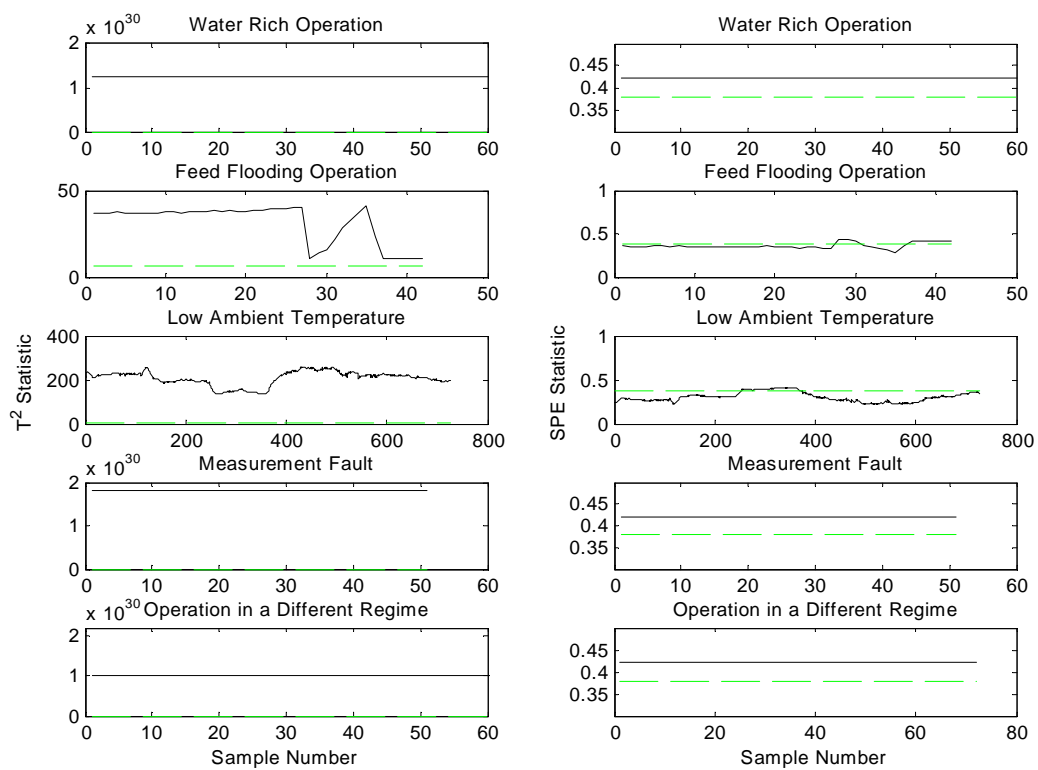 x 10^30
Water Rich Operation
2
1
0
0 10 20 30 40 50 60
Water Rich Operation
0.45
0.4
0.35
0 10 20 30 40 50 60
Feed Flooding Operation
50
0
0 10 20 30 40 50
Feed Flooding Operation
1
0.5
0
0 10 20 30 40 50
Low Ambient Temperature
T^2 Statistic
400
200
0
0 200 400 600 800
Low Ambient Temperature
SPE Statistic
1
0.5
0
0 200 400 600 800
x 10^30
Measurement Fault
2
1
0
0 10 20 30 40 50 60
Measurement Fault
0.45
0.4
0.35
0 10 20 30 40 50 60
x 10^30
Operation in a Different Regime
2
1
0
0 10 20 30 40 50 60
Sample Number
Operation in a Different Regime
0.45
0.4
0.35
0 20 40 60 80
Sample Number